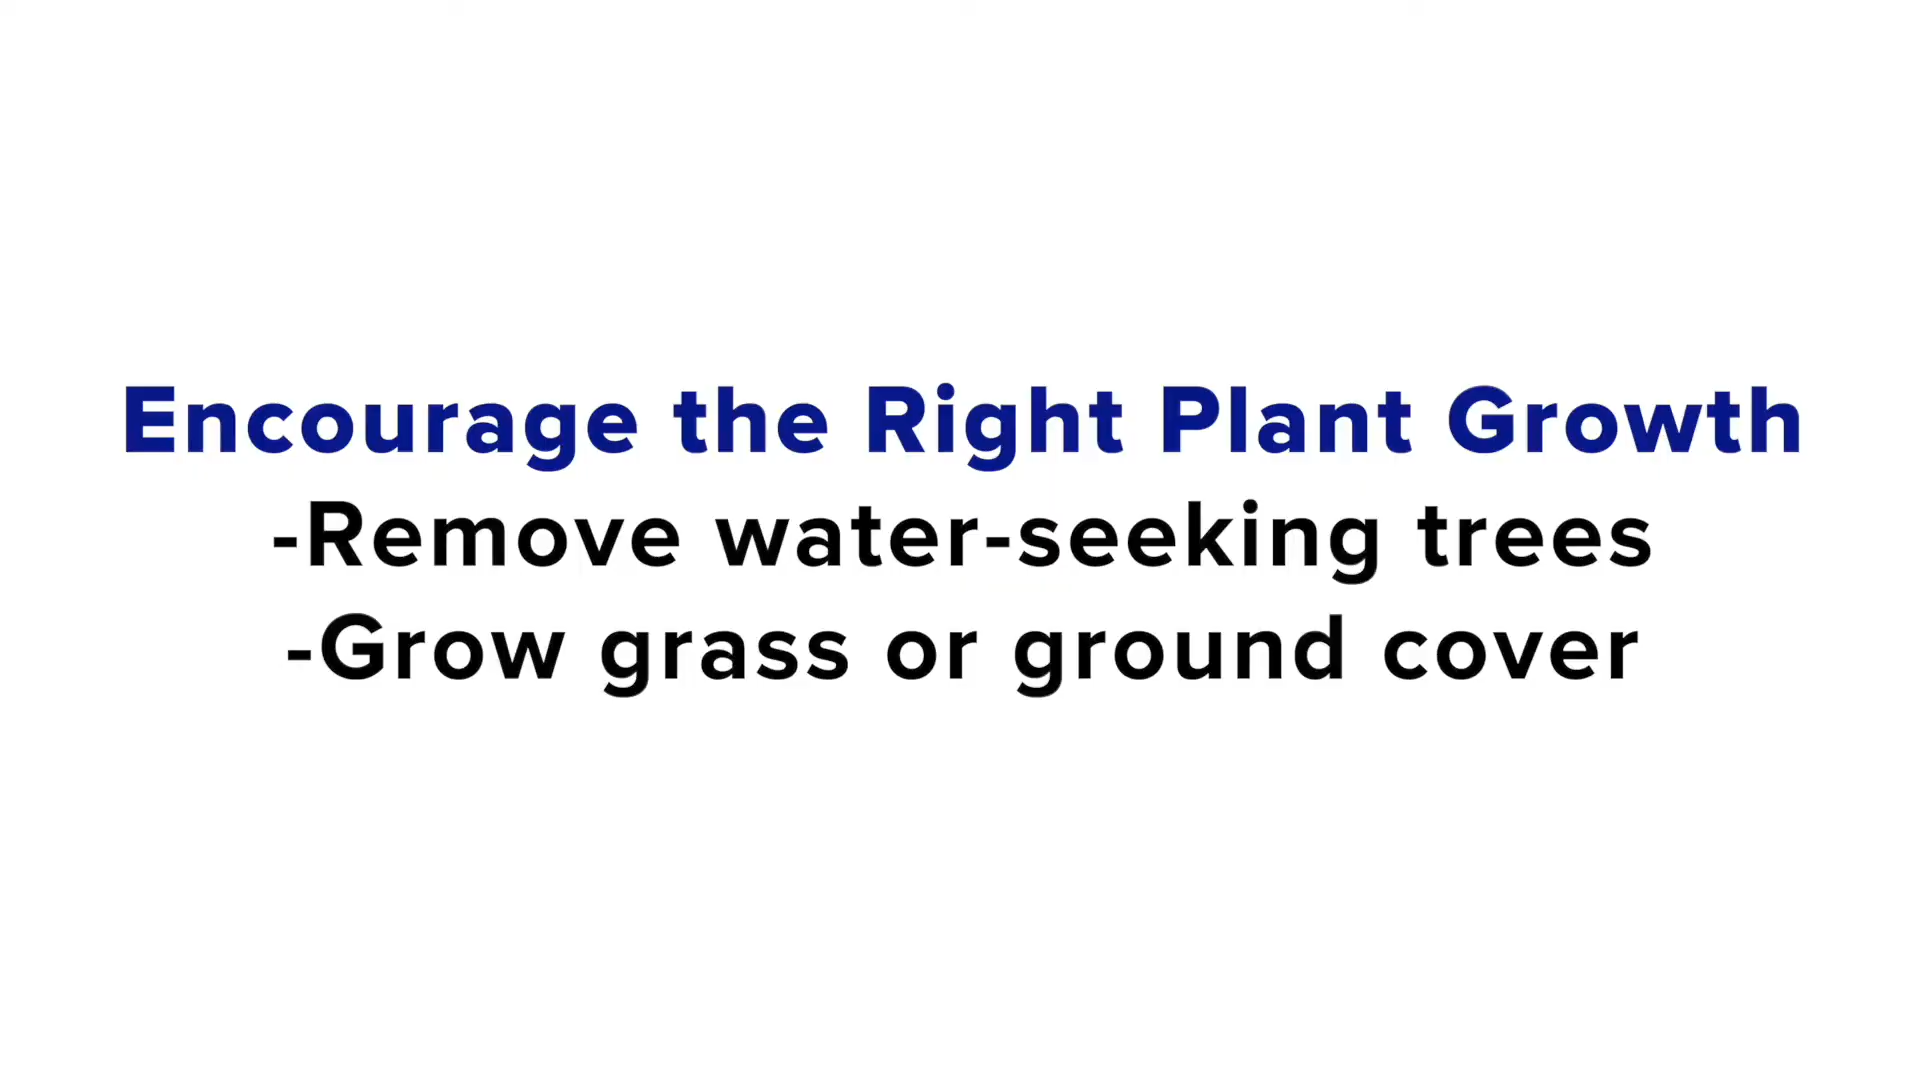 Encourage the Right Plant Growth
-Remove water-seeking trees
-Grow grass or ground cover